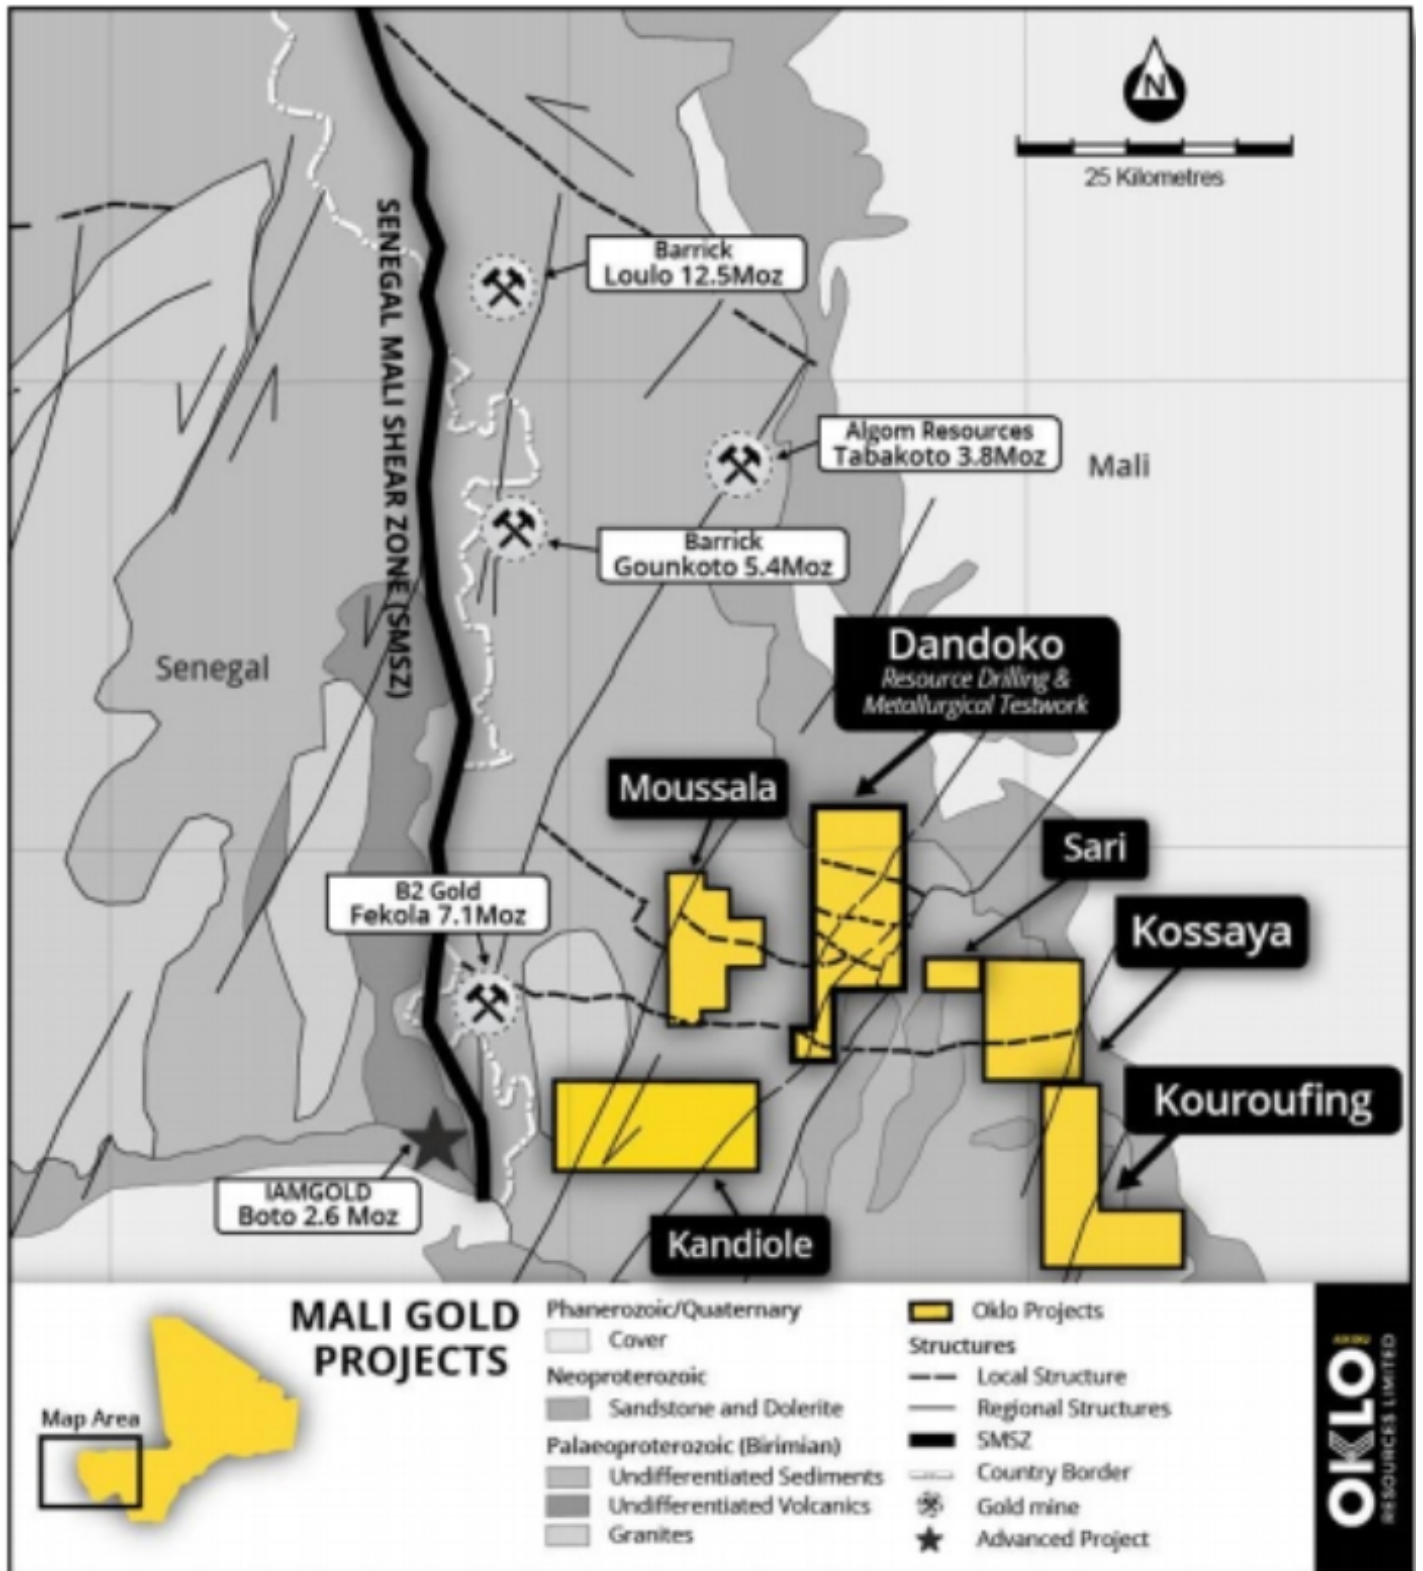 N
25 Kilometres
SENEGAL MALI SHEAR ZONE (SMSZ)
Barrick
Loulo 12.5Moz
Algom Resources
Tabakoto 3.8Moz
Mali
Barrick
Gounkoto 5.4Moz
Senegal
Dandoko
Resource Drilling &
Metallurgical Testwork
Moussala
Sari
B2 Gold
Fekola 7.1Moz
Kossaya
Kouroufing
IAMGOLD
Boto 2.6 Moz
Kandiole
MALI GOLD
PROJECTS
Map Area
Phanerozoic/Quaternary
Cover
Neoproterozoic
Sandstone and Dolerite
Palaeoproterozoic (Birimian)
Undifferentiated Sediments
Undifferentiated Volcanics
Granites
Oklo Projects
Structures
Local Structure
Regional Structures
SMSZ
Country Border
Gold mine
Advanced Project
OKLO
RESOURCES LIMITED